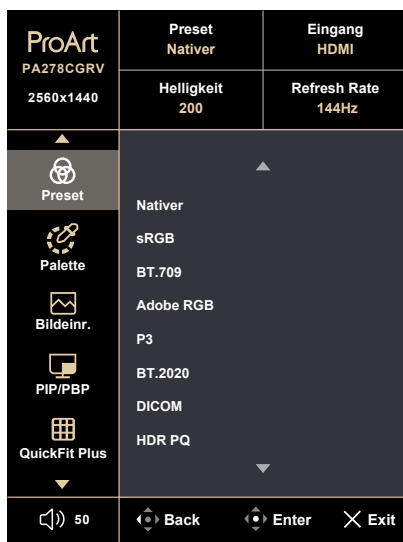 ProArt
PA278CGRV
2560x1440
Preset
Nativer
Eingang
HDMI
Helligkeit
200
Refresh Rate
144Hz
Preset
Palette
Bildeinr.
PIP/PBP
QuickFit Plus
Nativer
sRGB
BT.709
Adobe RGB
P3
BT.2020
DICOM
HDR PQ
50
Back
Enter
Exit